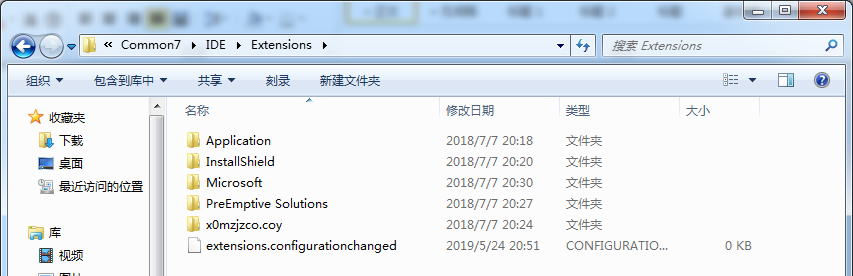 « Common7 ▸ IDE ▸ Extensions ▸
搜索 Extensions
组织 包含到库中 共享 刻录 新建文件夹
名称 修改日期 类型 大小
收藏夹
下载
桌面
最近访问的位置
库
视频
Application 2018/7/7 20:18 文件夹
InstallShield 2018/7/7 20:20 文件夹
Microsoft 2018/7/7 20:30 文件夹
PreEmptive Solutions 2018/7/7 20:27 文件夹
x0mzjzco.coy 2018/7/7 20:24 文件夹
extensions.configurationchanged 2019/5/24 20:51 CONFIGURATIO... 0 KB